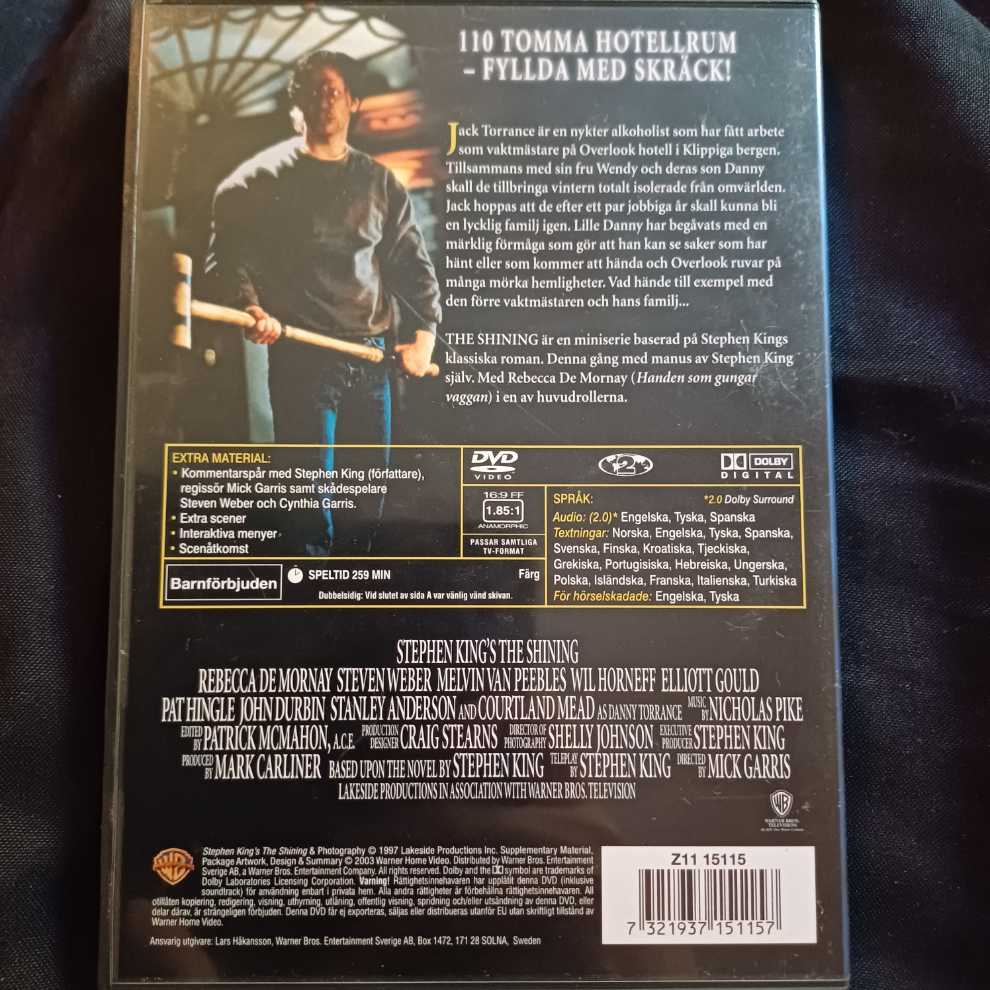 110 TOMMA HOTELLRUM
– FYLLDA MED SKRÄCK!
Jack Torrance är en nykter alkoholist som har fått arbete
som vaktmästare på Overlook hotell i Klippiga bergen.
Tillsammans med sin fru Wendy och deras son Danny
skall de tillbringa vintern totalt isolerade från omvärlden.
Jack hoppas att de efter ett par jobbiga år skall kunna bli
en lycklig familj igen. Lille Danny har begåvats med en
märklig förmåga som gör att han kan se saker som har
hänt eller som kommer att hända och Overlook ruvar på
många mörka hemligheter. Vad hände till exempel med
den förre vaktmästaren och hans familj...
THE SHINING är en miniserie baserad på Stephen Kings
klassiska roman. Denna gång med manus av Stephen King
själv. Med Rebecca De Mornay (Handen som gungar
vaggan) i en av huvudrollerna.
EXTRA MATERIAL:
• Kommentarspår med Stephen King (författare),
regissör Mick Garris samt skådespelare
Steven Weber och Cynthia Garris.
• Extra scener
• Interaktiva menyer
• Scenåtkomst
Barnförbjuden
SPELTID 259 MIN
Färg
Dubbelsidig: Vid slutet av sida A var vänlig vänd skivan.
DVD
VIDEO
2
DOLBY
DIGITAL
16:9 FF
1.85:1
ANAMORPHIC
PASSAR SAMTLIGA
TV-FORMAT
SPRÅK: *2.0 Dolby Surround
Audio: (2.0)* Engelska, Tyska, Spanska
Textningar: Norska, Engelska, Tyska, Spanska,
Svenska, Finska, Kroatiska, Tjeckiska,
Grekiska, Portugisiska, Hebreiska, Ungerska,
Polska, Isländska, Franska, Italienska, Turkiska
För hörselskadade: Engelska, Tyska
STEPHEN KING'S THE SHINING
REBECCA DE MORNAY STEVEN WEBER MELVIN VAN PEEBLES WIL HORNEFF ELLIOTT GOULD
PAT HINGLE JOHN DURBIN STANLEY ANDERSON AND COURTLAND MEAD AS DANNY TORRANCE MUSIC BY NICHOLAS PIKE
EDITED BY PATRICK MCMAHON, A.C.E. PRODUCTION DESIGNER CRAIG STEARNS DIRECTOR OF PHOTOGRAPHY SHELLY JOHNSON EXECUTIVE PRODUCER STEPHEN KING
PRODUCED BY MARK CARLINER BASED UPON THE NOVEL BY STEPHEN KING TELEPLAY BY STEPHEN KING DIRECTED BY MICK GARRIS
LAKESIDE PRODUCTIONS IN ASSOCIATION WITH WARNER BROS. TELEVISION
WB
WARNER BROS.
TELEVISION
Stephen King's The Shining & Photography © 1997 Lakeside Productions Inc. Supplementary Material,
Package Artwork, Design & Summary © 2003 Warner Home Video. Distributed by Warner Bros. Entertainment
Sverige AB, a Warner Bros. Entertainment Company. All rights reserved. Dolby and the symbol are trademarks of
Dolby Laboratories Licensing Corporation. Varning! Rättighetsinnehavaren har upplåtit denna DVD (inklusive
soundtrack) för användning enbart i privata hem. Alla andra rättigheter är förbehållna rättighetsinnehavaren. All
otillåten kopiering, redigering, visning, uthyrning, utlåning, offentlig visning, spridning och/eller utsändning av denna DVD, eller
delar därav, är strängeligen förbjuden. Denna DVD får ej exporteras, säljas eller distribueras utanför EU utan skriftligt tillstånd av
Warner Home Video.
Ansvarig utgivare: Lars Håkansson, Warner Bros. Entertainment Sverige AB, Box 1472, 171 28 SOLNA, Sweden
Z11 15115
7 321937 151157